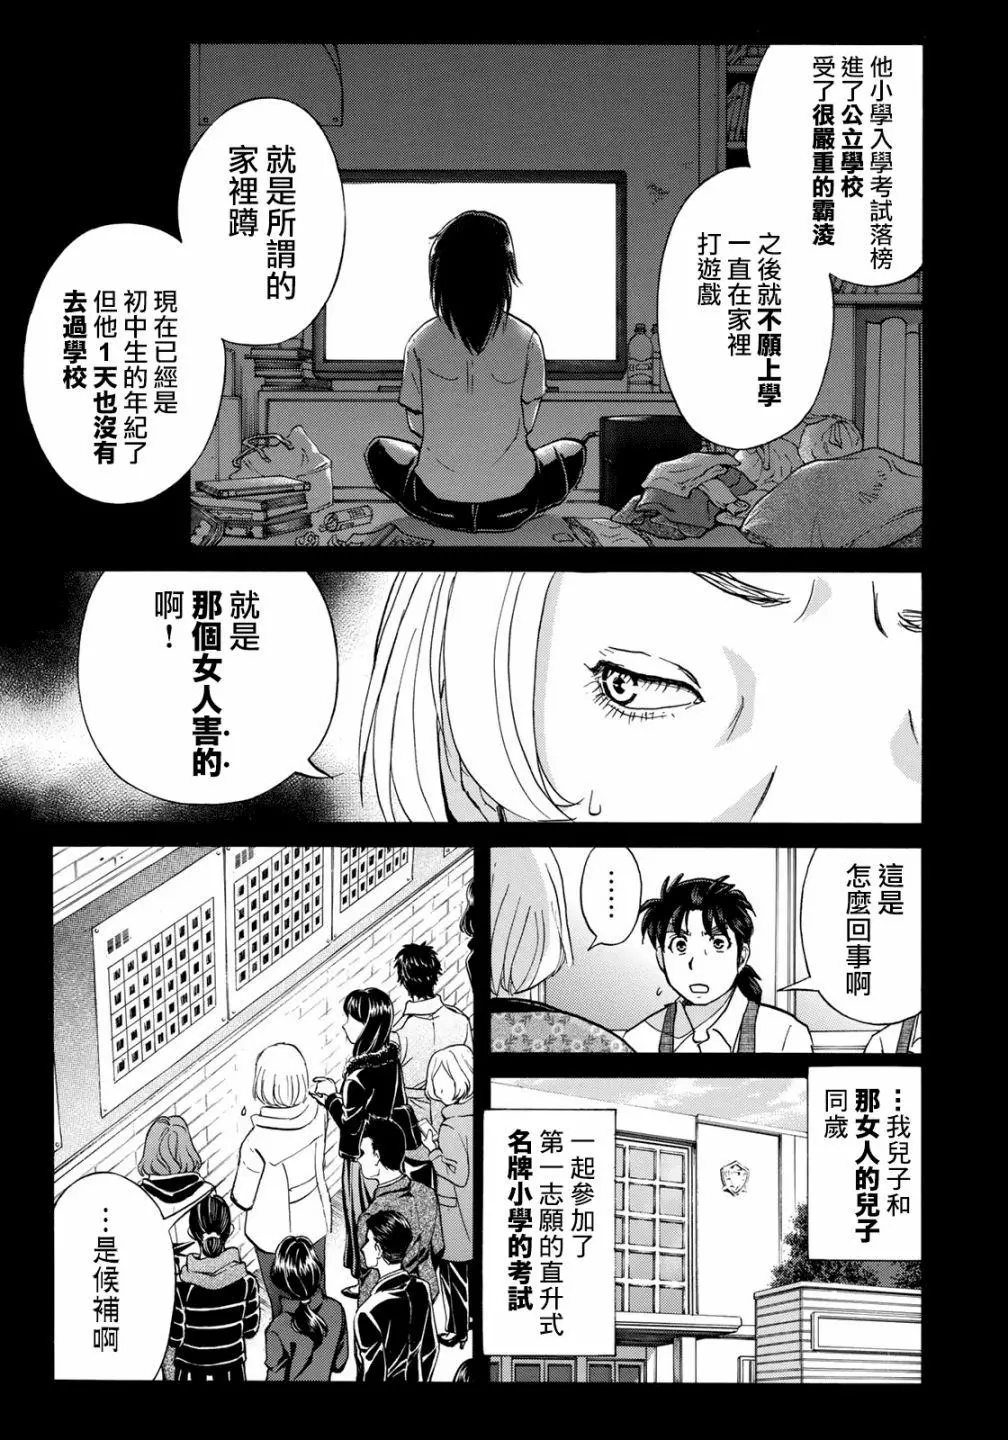 他小學入學考試落榜
進了公立學校
受了很嚴重的霸淩
之後就不願上學
一直在家裡
打遊戲
就是所謂的
家裡蹲
現在已經是
初中生的年紀了
但他1天也沒有
去過學校
就是
那個女人害的
啊！
這是
怎麼回事啊
……
…我兒子和
那女人的兒子
同歲
一起參加了
第一志願的直升式
名牌小學的考試
…是候補啊